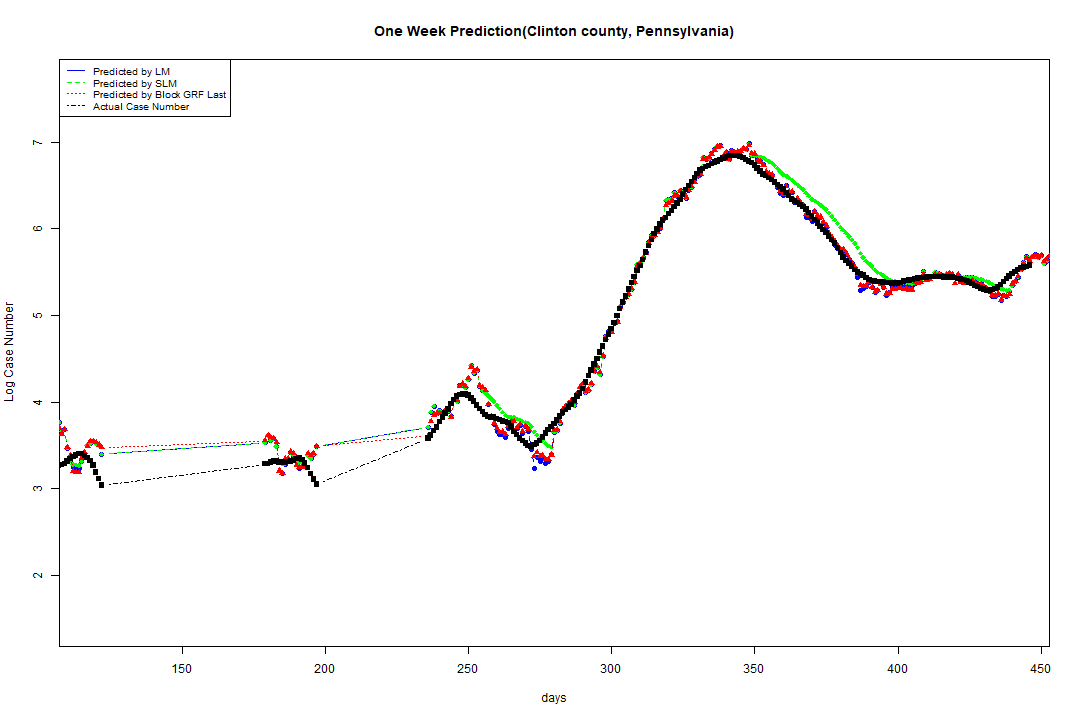 One Week Prediction(Clinton county, Pennsylvania)
Predicted by LM
Predicted by SLM
Predicted by Block GRF Last
Actual Case Number
7
6
5
4
3
2
Log Case Number
150 200 250 300 350 400 450
days